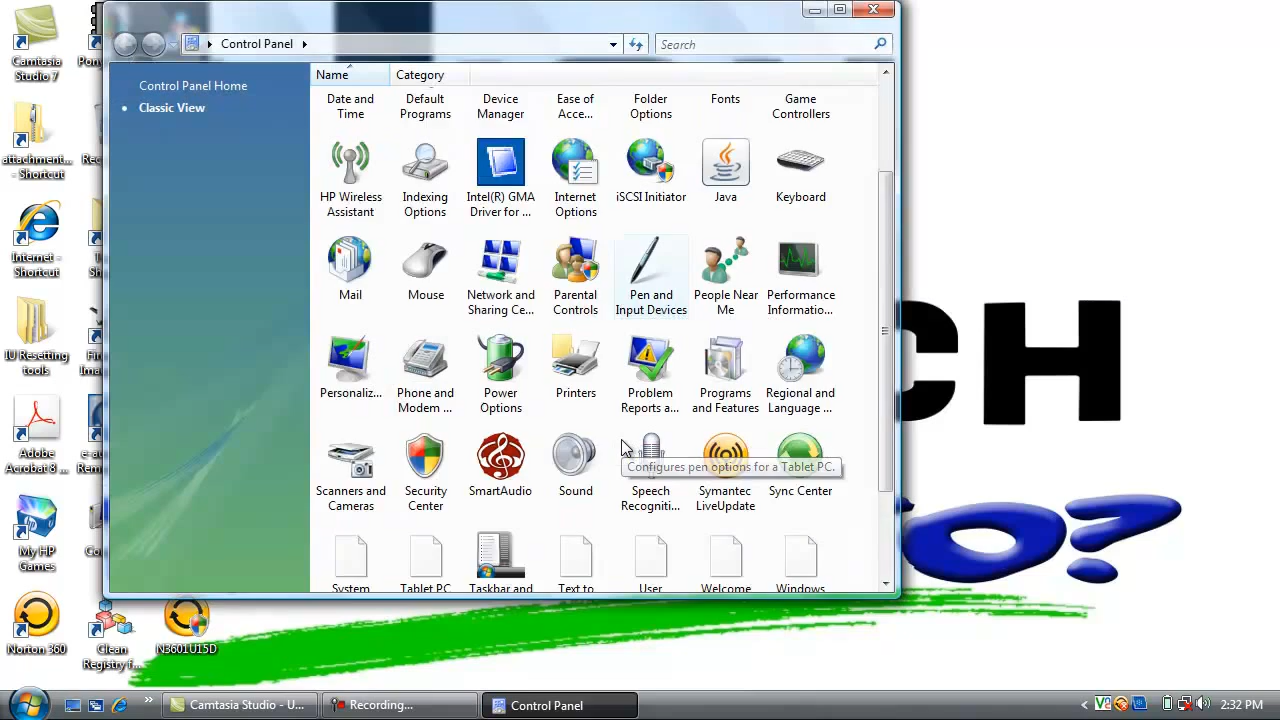 Camtasia
Studio 7
attachment...
- Shortcut
Internet -
Shortcut
IU Resetting
tools
Adobe
Acrobat 8 ...
My HP
Games
Norton 360
Clean
Registry f...
N3601U15D
Control Panel
Search
Control Panel Home
Classic View
Name
Category
Date and
Time
Default
Programs
Device
Manager
Ease of
Acce...
Folder
Options
Fonts
Game
Controllers
HP Wireless
Assistant
Indexing
Options
Intel(R) GMA
Driver for ...
Internet
Options
iSCSI Initiator
Java
Keyboard
Mail
Mouse
Network and
Sharing Ce...
Parental
Controls
Pen and
Input Devices
People Near
Me
Performance
Informatio...
Personaliz...
Phone and
Modem ...
Power
Options
Printers
Problem
Reports a...
Programs
and Features
Regional and
Language ...
Scanners and
Cameras
Security
Center
SmartAudio
Sound
Speech
Recogniti...
Symantec
LiveUpdate
Sync Center
Configures pen options for a Tablet PC.
System
Tablet PC
Taskbar and
Text to
User
Welcome
Windows
CH
o?
Camtasia Studio - U...
Recording...
Control Panel
2:32 PM